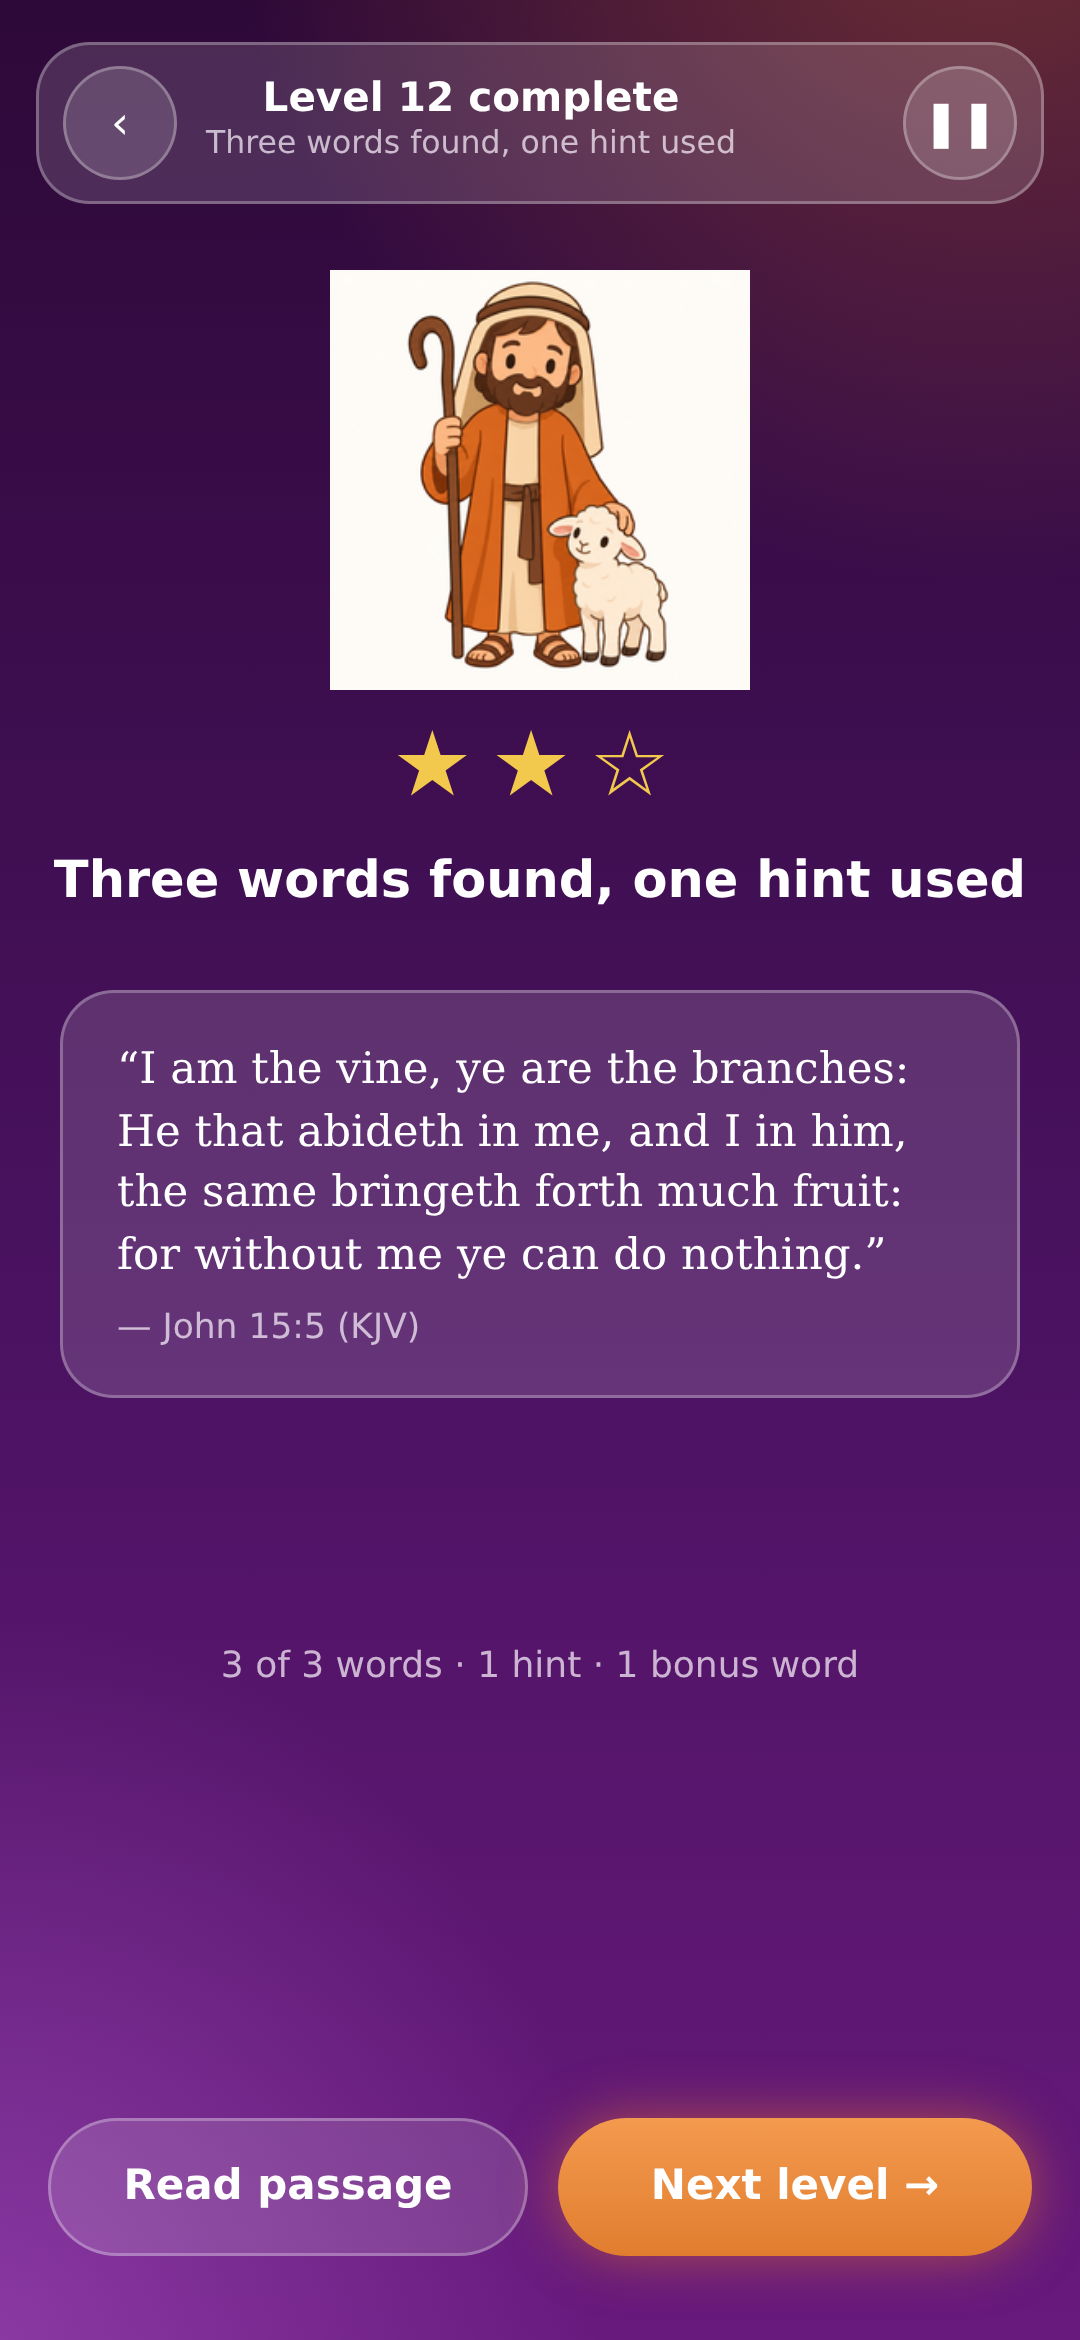 Level 12 complete
Three words found, one hint used
Three words found, one hint used
“I am the vine, ye are the branches:
He that abideth in me, and I in him,
the same bringeth forth much fruit:
for without me ye can do nothing.”
— John 15:5 (KJV)
3 of 3 words · 1 hint · 1 bonus word
Read passage
Next level →